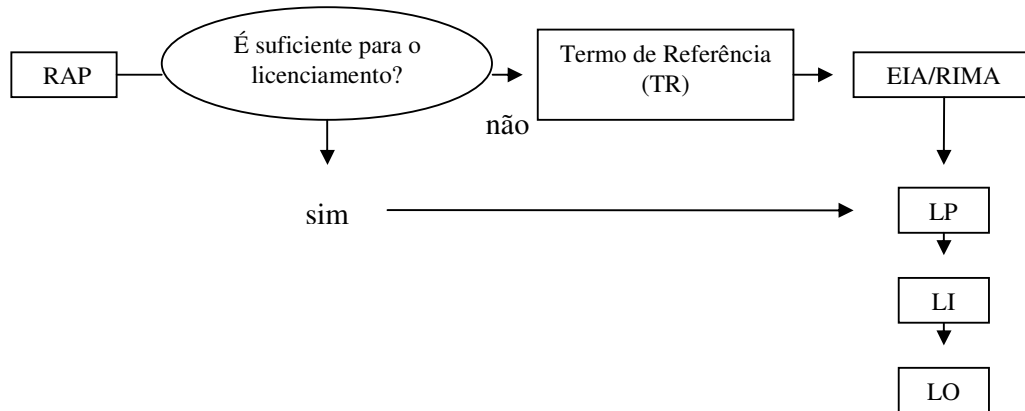 RAP
É suficiente para o
licenciamento?
não
Termo de Referência
(TR)
EIA/RIMA
sim
LP
LI
LO